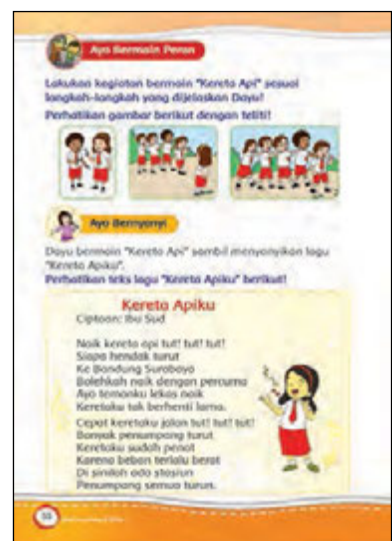 Ayo Bermain Peran
Lakukan kegiatan bermain "Kereta Api" sesuai
langkah-langkah yang dijelaskan Dayu!
Perhatikan gambar berikut dengan teliti!
Ayo Bernyanyi
Dayu bermain "Kereta Api" sambil menyanyikan lagu
"Kereta Apiku".
Perhatikan teks lagu "Kereta Apiku" berikut!
Kereta Apiku
Ciptaan: Ibu Sud
Naik kereta api tut! tut! tut!
Siapa hendak turut
Ke Bandung Surabaya
Bolehkah naik dengan percuma
Ayo temanku lekas naik
Keretaku tak berhenti lama.
Cepat keretaku jalan tut! tut! tut!
Banyak penumpang turut
Keretaku sudah penat
Karena beban terlalu berat
Di sinilah ada stasiun
Penumpang semua turun.